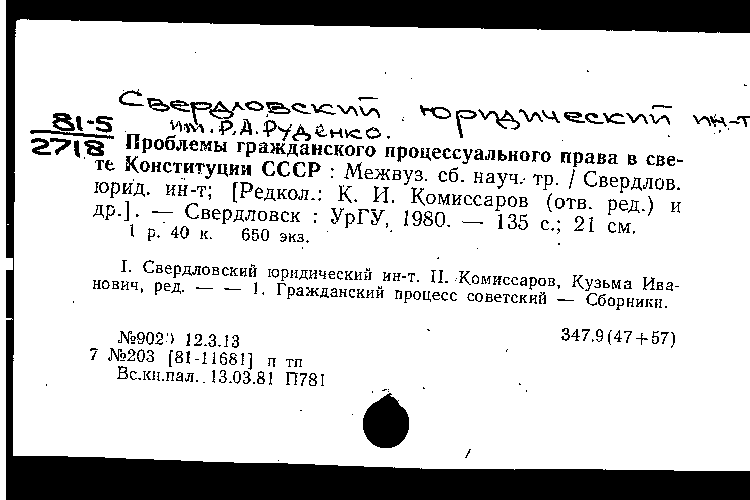 Свердловский юридический ин-т
им. Р.А.Руденко.
81-5
2718
Проблемы гражданского процессуального права в све-
те Конституции СССР : Межвуз. сб. науч. тр. / Свердлов.
юрид. ин-т; [Редкол.: К. И. Комиссаров (отв. ред.) и
др.]. — Свердловск : УрГУ, 1980. — 135 с.; 21 см.
1 р. 40 к. 650 экз.
I. Свердловский юридический ин-т. II. Комиссаров, Кузьма Ива-
нович, ред. — — 1. Гражданский процесс советский — Сборники.
№902 12.3.13 347.9(47+57)
7 №203 [81-11681] п тп
Вс.кн.пал. 13.03.81 П781